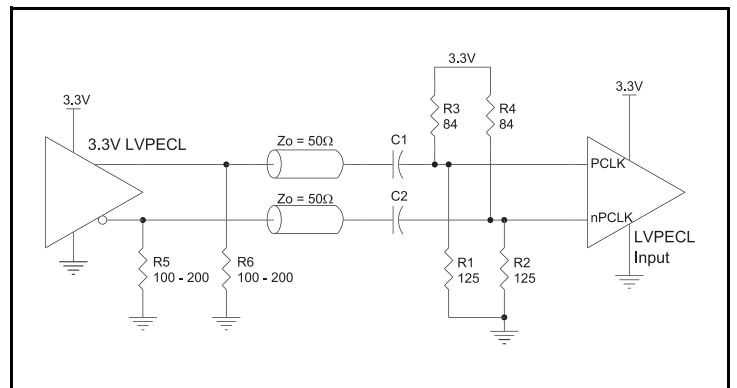 3.3V
3.3V LVPECL
Zo = 50Ω
C1
3.3V
R3
84
R4
84
3.3V
PCLK
Zo = 50Ω
C2
nPCLK
LVPECL
Input
R5
100 - 200
R6
100 - 200
R1
125
R2
125